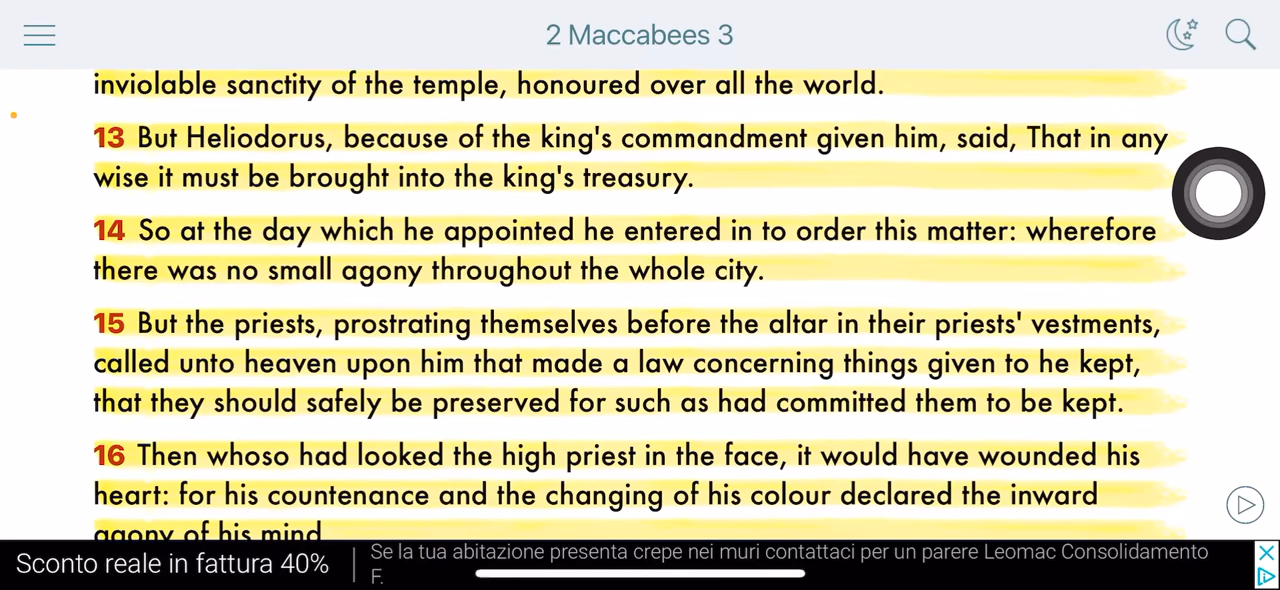 2 Maccabees 3
inviolable sanctity of the temple, honoured over all the world.
13 But Heliodorus, because of the king's commandment given him, said, That in any
wise it must be brought into the king's treasury.
14 So at the day which he appointed he entered in to order this matter: wherefore
there was no small agony throughout the whole city.
15 But the priests, prostrating themselves before the altar in their priests' vestments,
called unto heaven upon him that made a law concerning things given to he kept,
that they should safely be preserved for such as had committed them to be kept.
16 Then whoso had looked the high priest in the face, it would have wounded his
heart: for his countenance and the changing of his colour declared the inward
agony of his mind
Sconto reale in fattura 40%
Se la tua abitazione presenta crepe nei muri contattaci per un parere Leomac Consolidamento
F.